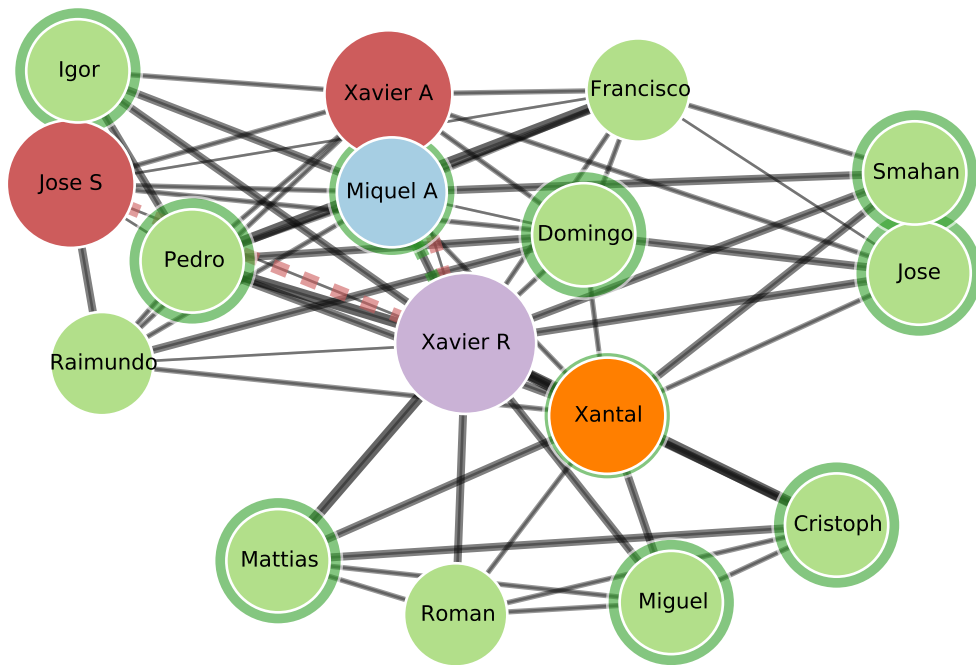 Igor
Xavier A
Francisco
Jose S
Miquel A
Smahan
Pedro
Domingo
Jose
Xavier R
Raimundo
Xantal
Cristoph
Mattias
Roman
Miguel